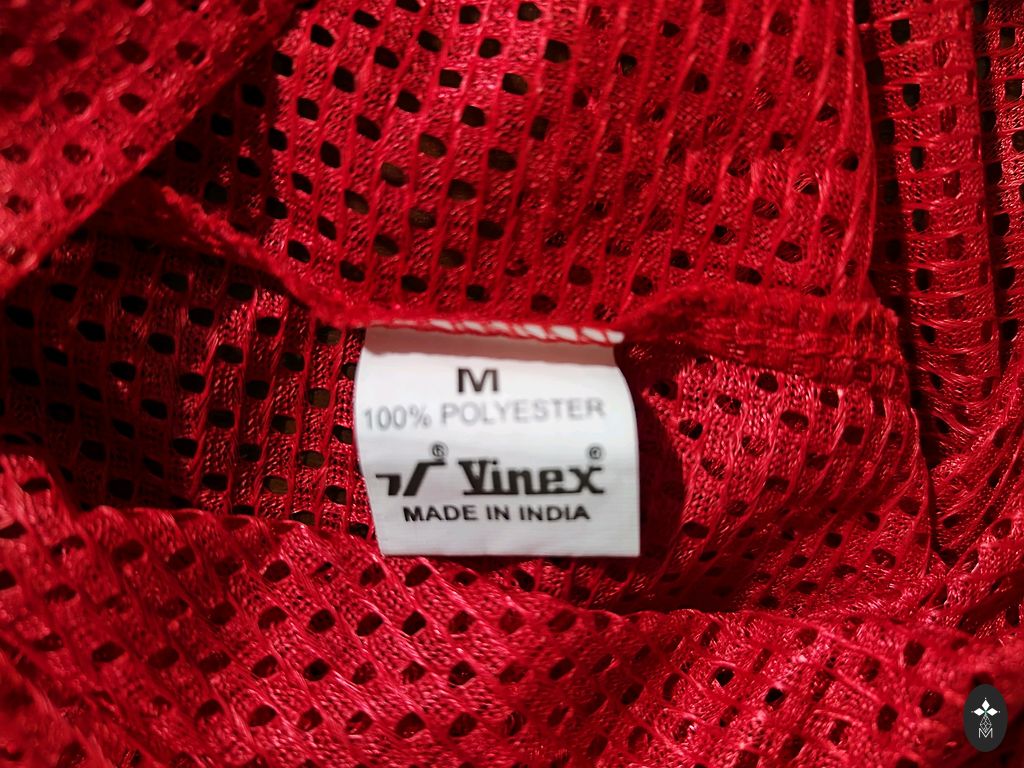 M
100% POLYESTER
® Vinex®
MADE IN INDIA
M